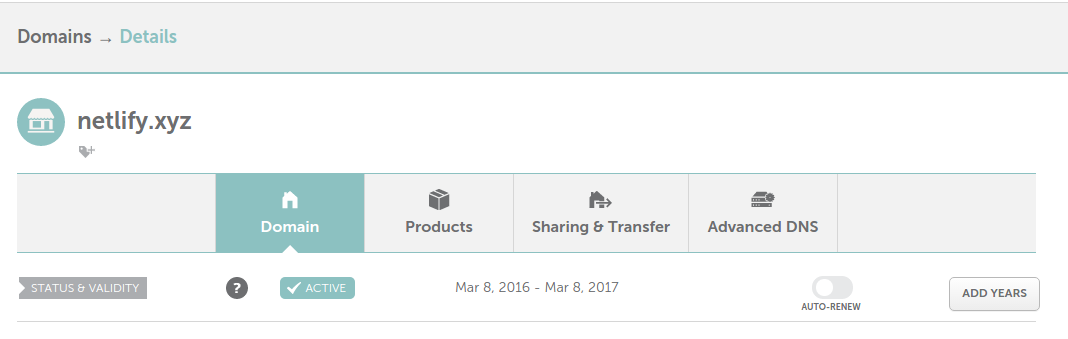 Domains → Details
netlify.xyz
Domain
Products
Sharing & Transfer
Advanced DNS
STATUS & VALIDITY
?
ACTIVE
Mar 8, 2016 - Mar 8, 2017
AUTO-RENEW
ADD YEARS